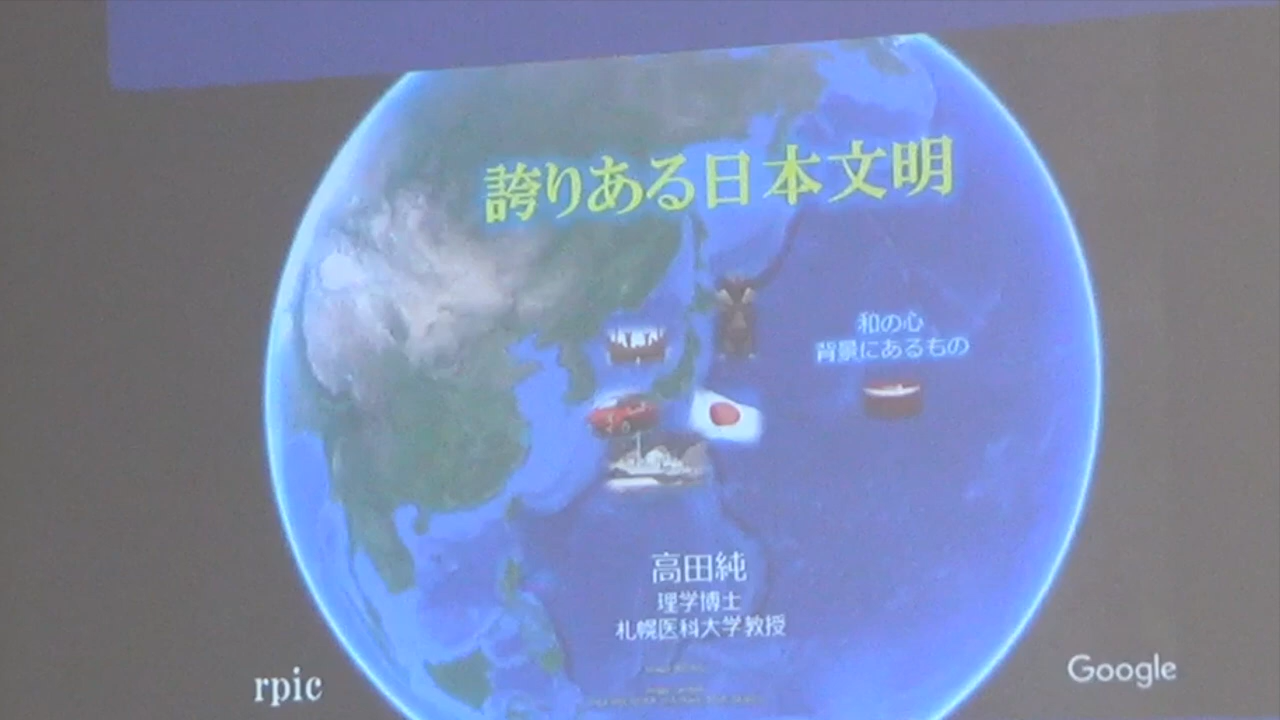 誇りある日本文明
和の心
背景にあるもの
高田純
理学博士
札幌医科大学教授
rpic
Google